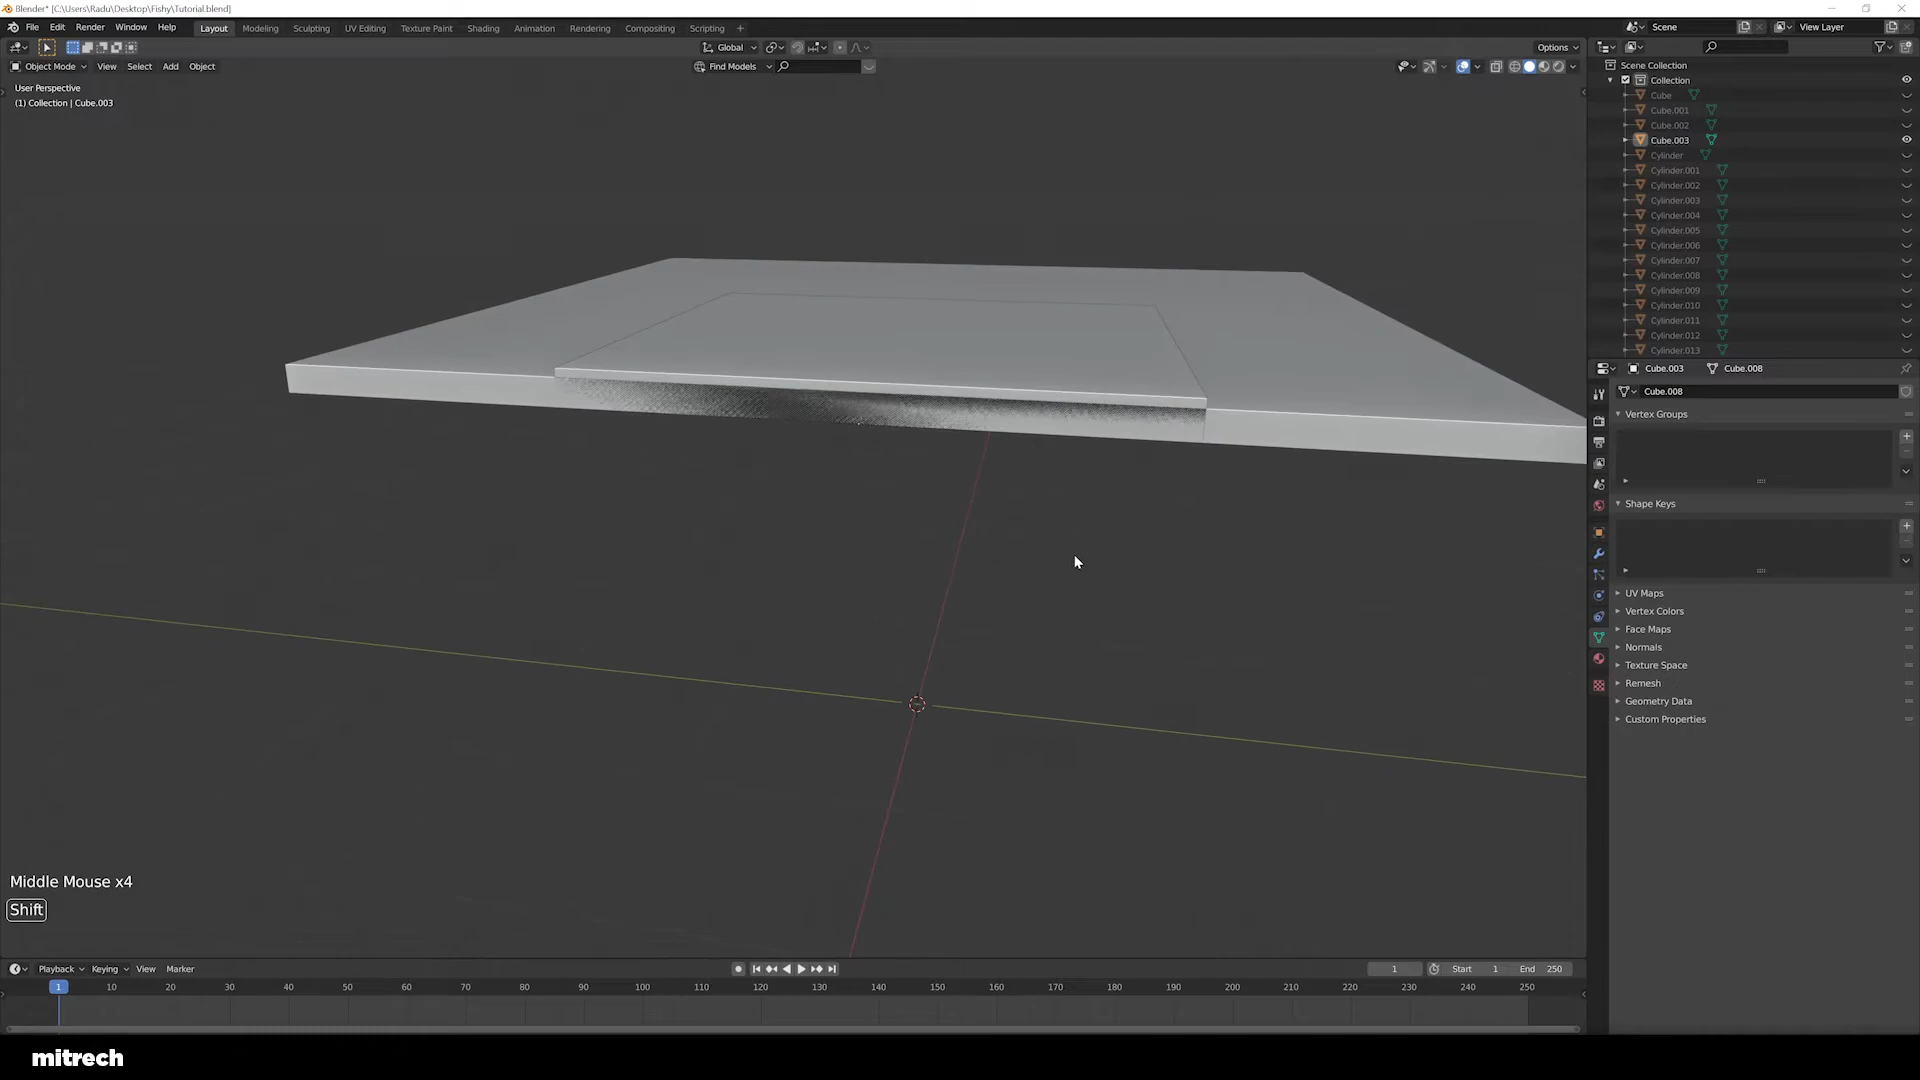 Blender* [C:\Users\Radu\Desktop\Fishy\Tutorial.blend]
File Edit Render Window Help Layout Modeling Sculpting UV Editing Texture Paint Shading Animation Rendering Compositing Scripting + Scene View Layer
Global Options
Object Mode View Select Add Object Find Models
User Perspective
(1) Collection | Cube.003
Scene Collection
Collection
Cube
Cube.001
Cube.002
Cube.003
Cylinder
Cylinder.001
Cylinder.002
Cylinder.003
Cylinder.004
Cylinder.005
Cylinder.006
Cylinder.007
Cylinder.008
Cylinder.009
Cylinder.010
Cylinder.011
Cylinder.012
Cylinder.013
Cube.003 Cube.008
Cube.008
Vertex Groups
Shape Keys
UV Maps
Vertex Colors
Face Maps
Normals
Texture Space
Remesh
Geometry Data
Custom Properties
Middle Mouse x4
Shift
Playback Keying View Marker 1 Start 1 End 250
1 10 20 30 40 50 60 70 80 90 100 110 120 130 140 150 160 170 180 190 200 210 220 230 240 250
mitrech